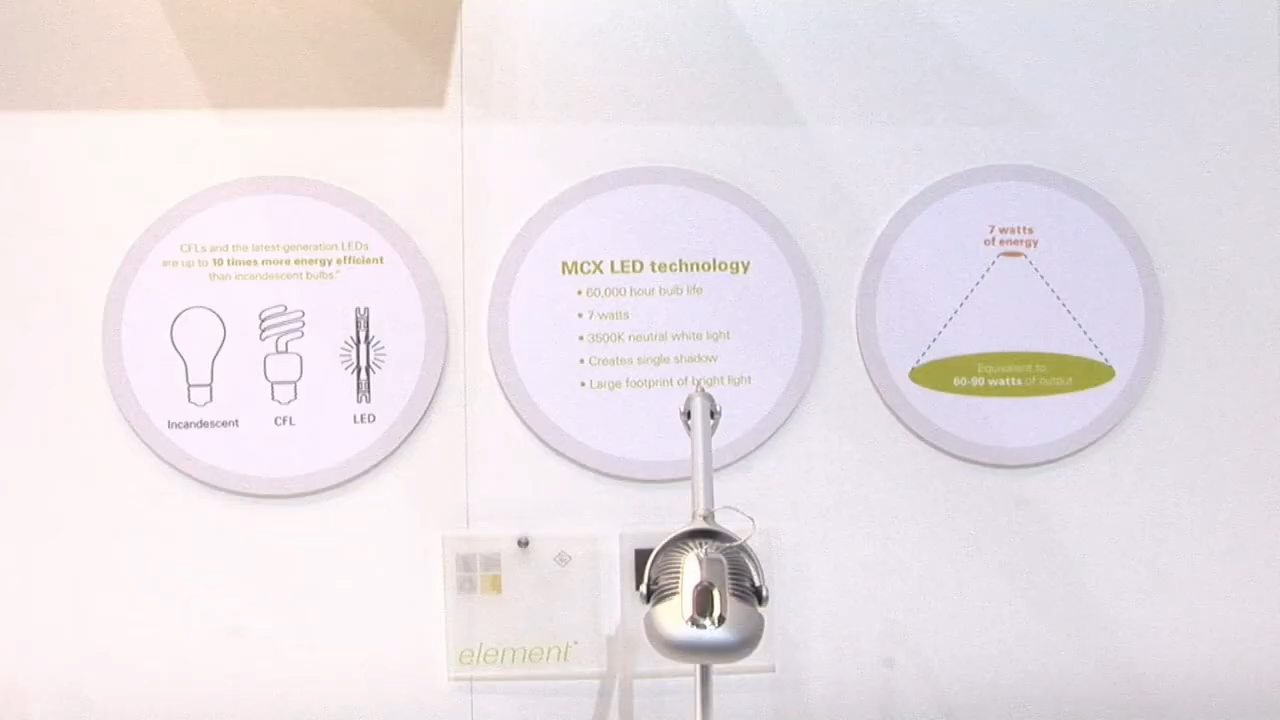 CFLs and the latest generation LEDs
are up to 10 times more energy efficient
than incandescent bulbs.*
Incandescent
CFL
LED
MCX LED technology
• 60,000 hour bulb life
• 7 watts
• 3500K neutral white light
• Creates single shadow
• Large footprint of bright light
7 watts
of energy
Equivalent to
60-90 watts of output
element™